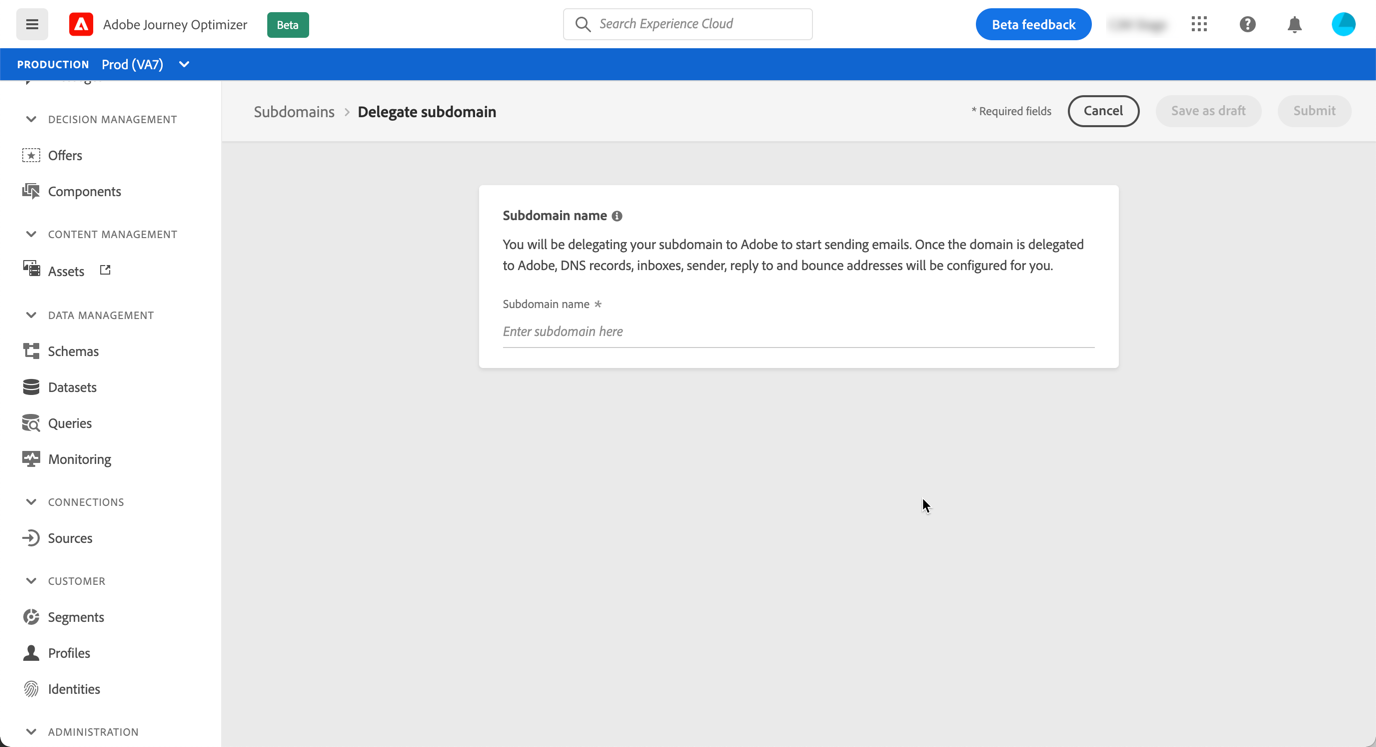 Adobe Journey Optimizer Beta
Search Experience Cloud
Beta feedback
PRODUCTION Prod (VA7)
DECISION MANAGEMENT
Offers
Components
CONTENT MANAGEMENT
Assets
DATA MANAGEMENT
Schemas
Datasets
Queries
Monitoring
CONNECTIONS
Sources
CUSTOMER
Segments
Profiles
Identities
ADMINISTRATION
Subdomains > Delegate subdomain
* Required fields
Cancel
Save as draft
Submit
Subdomain name
You will be delegating your subdomain to Adobe to start sending emails. Once the domain is delegated
to Adobe, DNS records, inboxes, sender, reply to and bounce addresses will be configured for you.
Subdomain name *
Enter subdomain here